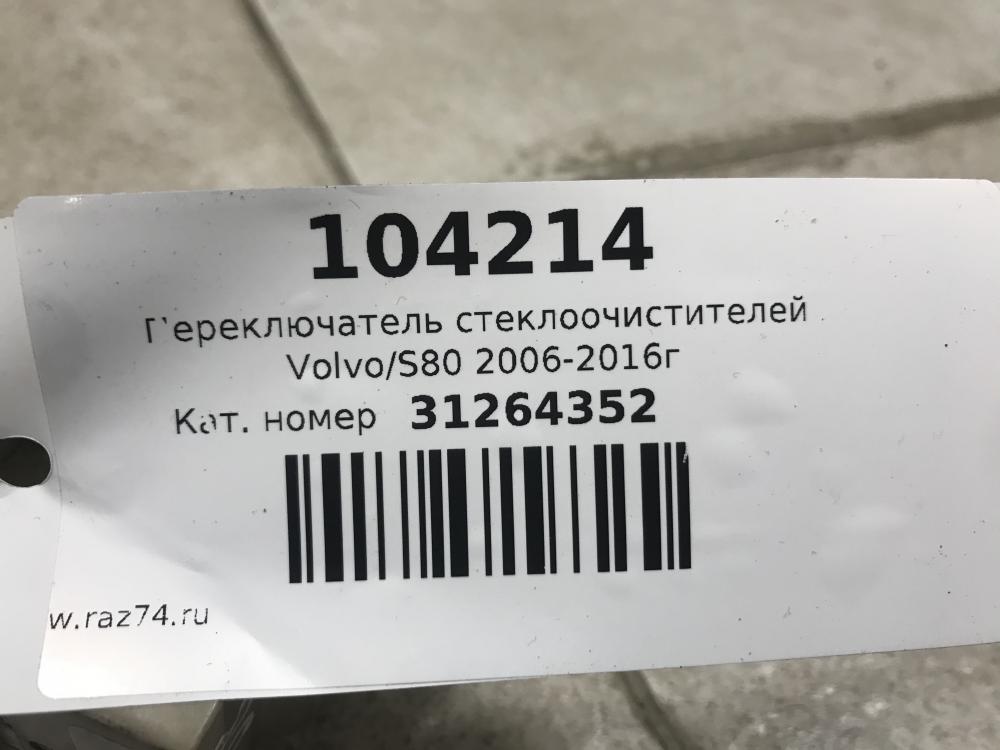 104214
Переключатель стеклоочистителей
Volvo/S80 2006-2016г
Кат. номер 31264352
w.raz74.ru